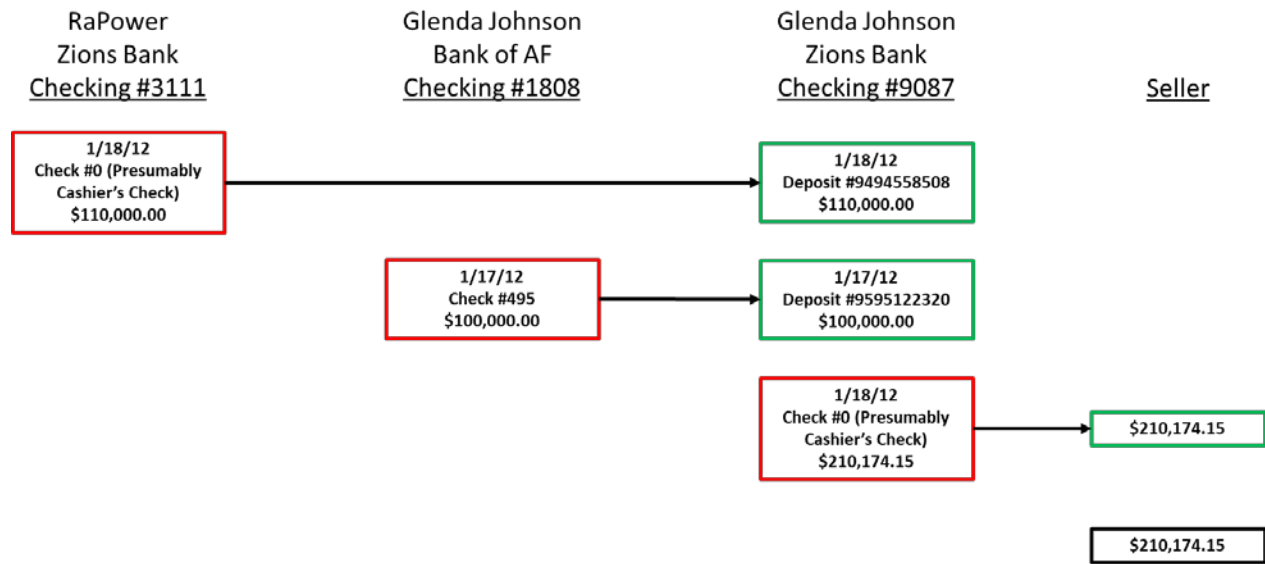 RaPower
Zions Bank
Checking #3111
Glenda Johnson
Bank of AF
Checking #1808
Glenda Johnson
Zions Bank
Checking #9087
Seller
1/18/12
Check #0 (Presumably
Cashier's Check)
$110,000.00
1/18/12
Deposit #9494558508
$110,000.00
1/17/12
Check #495
$100,000.00
1/17/12
Deposit #9595122320
$100,000.00
1/18/12
Check #0 (Presumably
Cashier's Check)
$210,174.15
$210,174.15
$210,174.15